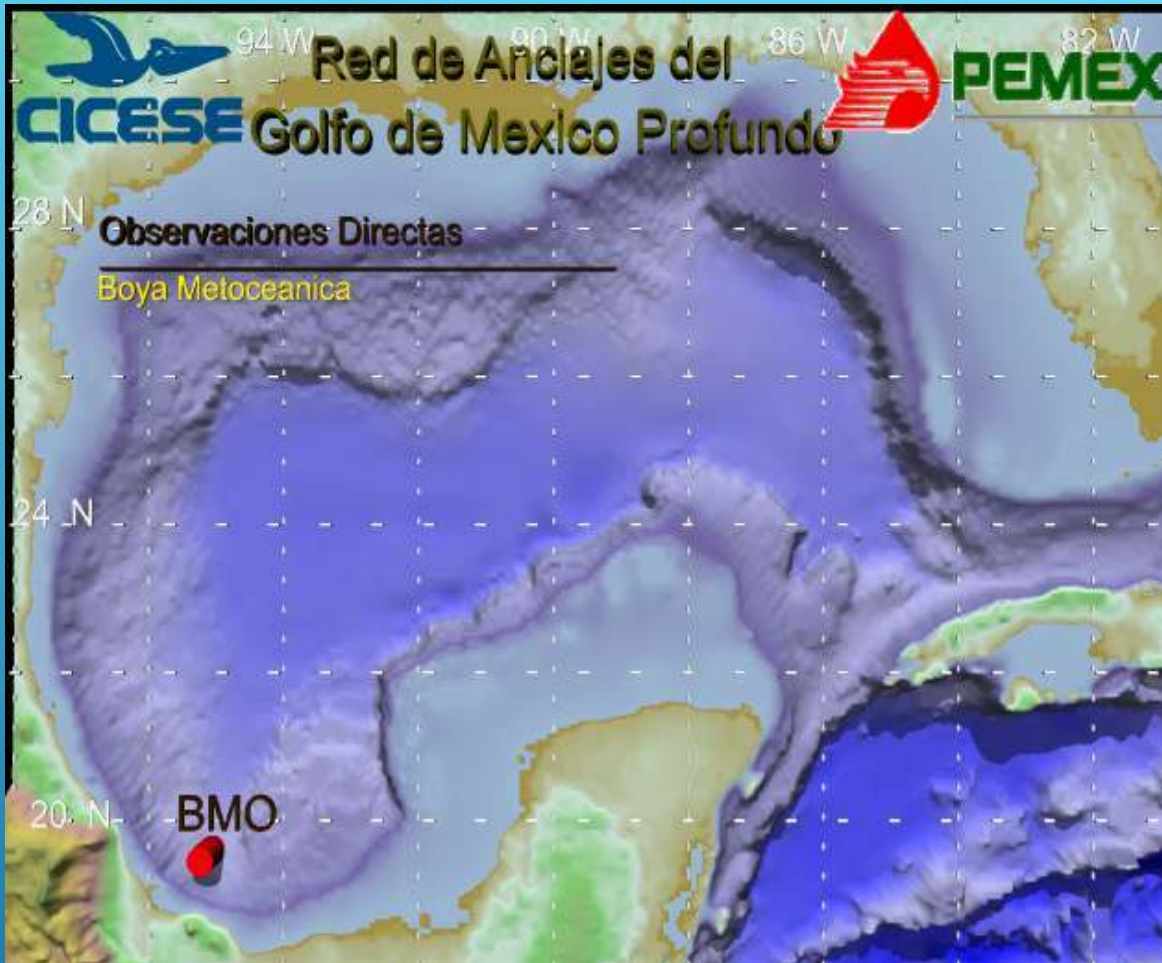 94 W 90 W 86 W 82 W
CICESE
Red de Anclajes del
Golfo de Mexico Profundo
PEMEX
28 N
Observaciones Directas
Boya Metoceanica
24 N
20 N
BMO